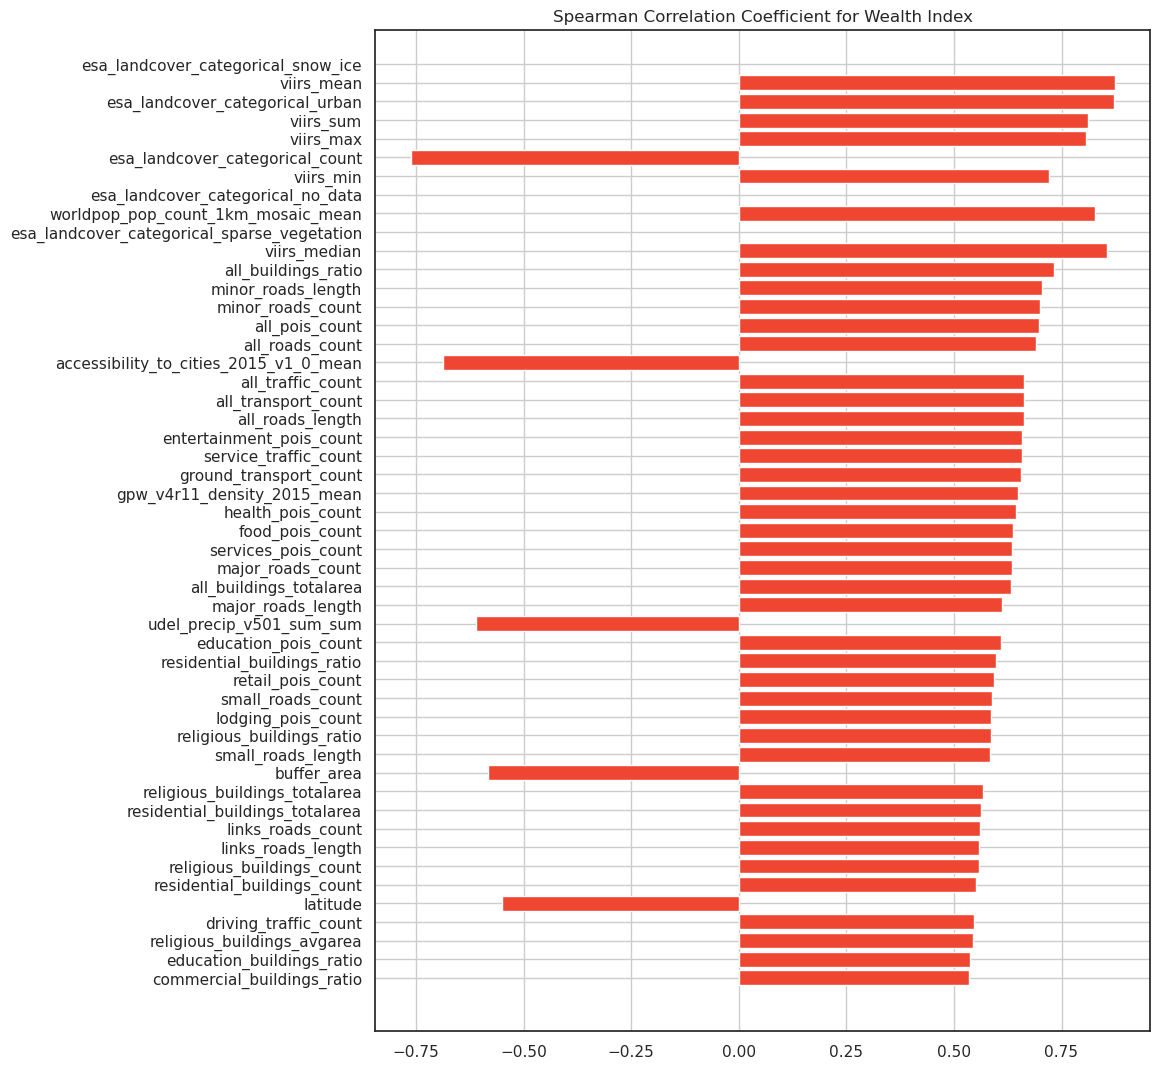 Spearman Correlation Coefficient for Wealth Index
esa_landcover_categorical_snow_ice
viirs_mean
esa_landcover_categorical_urban
viirs_sum
viirs_max
esa_landcover_categorical_count
viirs_min
esa_landcover_categorical_no_data
worldpop_pop_count_1km_mosaic_mean
esa_landcover_categorical_sparse_vegetation
viirs_median
all_buildings_ratio
minor_roads_length
minor_roads_count
all_pois_count
all_roads_count
accessibility_to_cities_2015_v1_0_mean
all_traffic_count
all_transport_count
all_roads_length
entertainment_pois_count
service_traffic_count
ground_transport_count
gpw_v4r11_density_2015_mean
health_pois_count
food_pois_count
services_pois_count
major_roads_count
all_buildings_totalarea
major_roads_length
udel_precip_v501_sum_sum
education_pois_count
residential_buildings_ratio
retail_pois_count
small_roads_count
lodging_pois_count
religious_buildings_ratio
small_roads_length
buffer_area
religious_buildings_totalarea
residential_buildings_totalarea
links_roads_count
links_roads_length
religious_buildings_count
residential_buildings_count
latitude
driving_traffic_count
religious_buildings_avgarea
education_buildings_ratio
commercial_buildings_ratio
−0.75 −0.50 −0.25 0.00 0.25 0.50 0.75